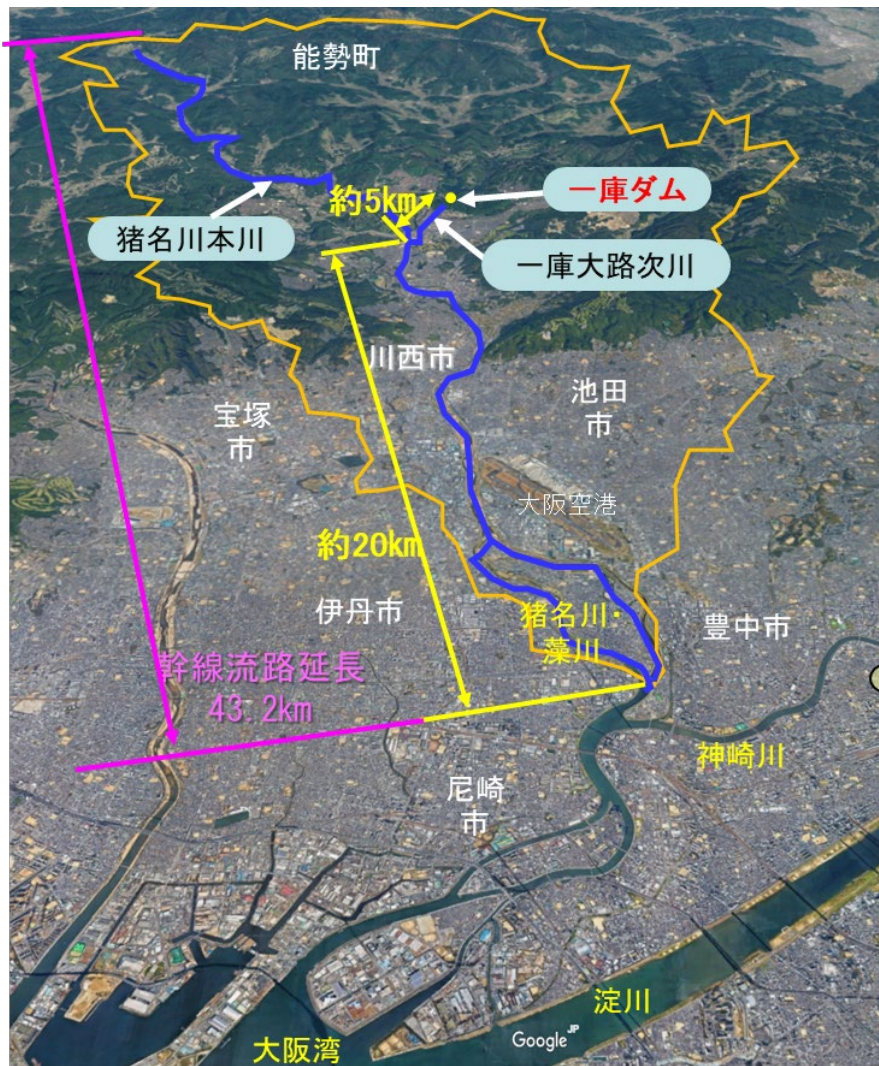 能勢町
一庫ダム
約5km
猪名川本川
一庫大路次川
川西市
池田
市
宝塚
市
大阪空港
約20km
伊丹市
猪名川・
藻川
豊中市
幹線流路延長
43.2km
神崎川
尼崎
市
淀川
Google JP
大阪湾